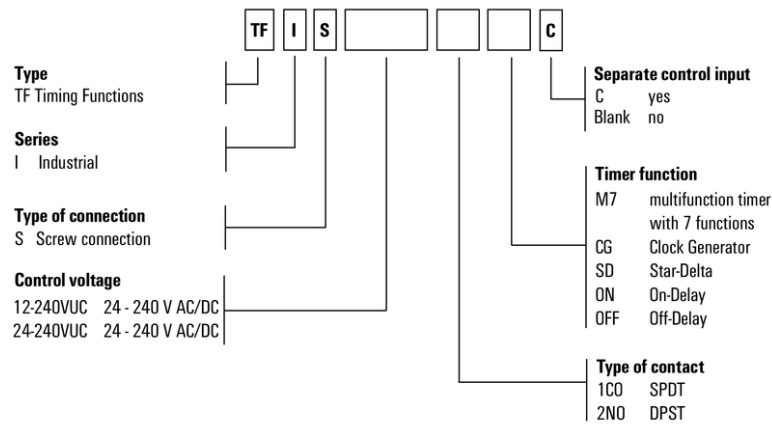 TF I S C
Type
TF Timing Functions
Series
I Industrial
Type of connection
S Screw connection
Control voltage
12-240VUC 24 - 240 V AC/DC
24-240VUC 24 - 240 V AC/DC
Separate control input
C yes
Blank no
Timer function
M7 multifunction timer
with 7 functions
CG Clock Generator
SD Star-Delta
ON On-Delay
OFF Off-Delay
Type of contact
1CO SPDT
2NO DPST